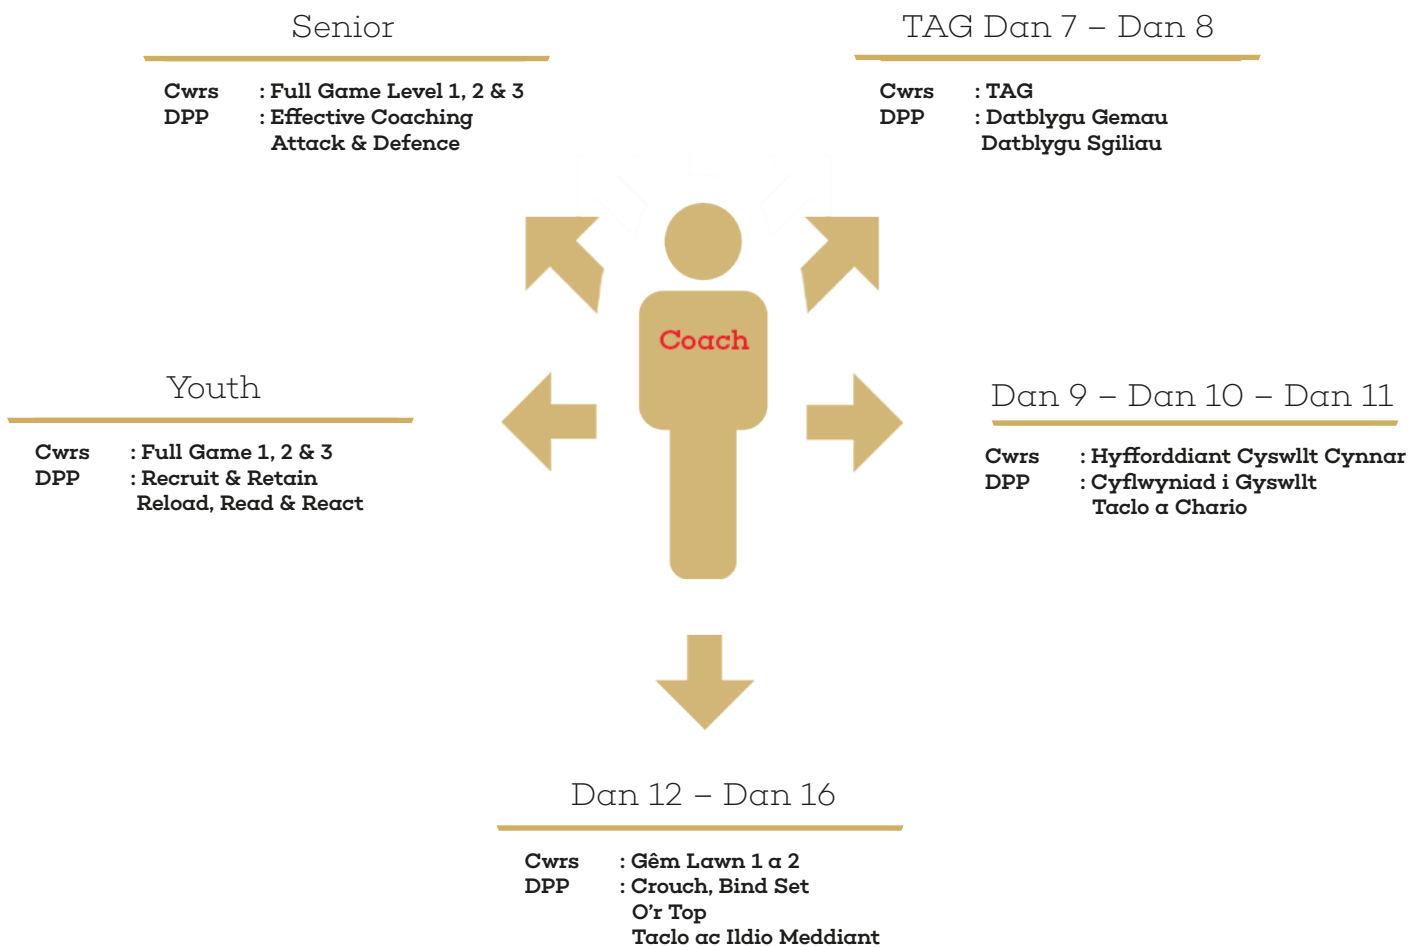 Senior
Cwrs : Full Game Level 1, 2 & 3
DPP : Effective Coaching
Attack & Defence
TAG Dan 7 – Dan 8
Cwrs : TAG
DPP : Datblygu Gemau
Datblygu Sgiliau
Coach
Youth
Cwrs : Full Game 1, 2 & 3
DPP : Recruit & Retain
Reload, Read & React
Dan 9 – Dan 10 – Dan 11
Cwrs : Hyfforddiant Cyswllt Cynnar
DPP : Cyflwyniad i Gyswllt
Taclo a Chario
Dan 12 – Dan 16
Cwrs : Gêm Lawn 1 a 2
DPP : Crouch, Bind Set
O'r Top
Taclo ac Ildio Meddiant